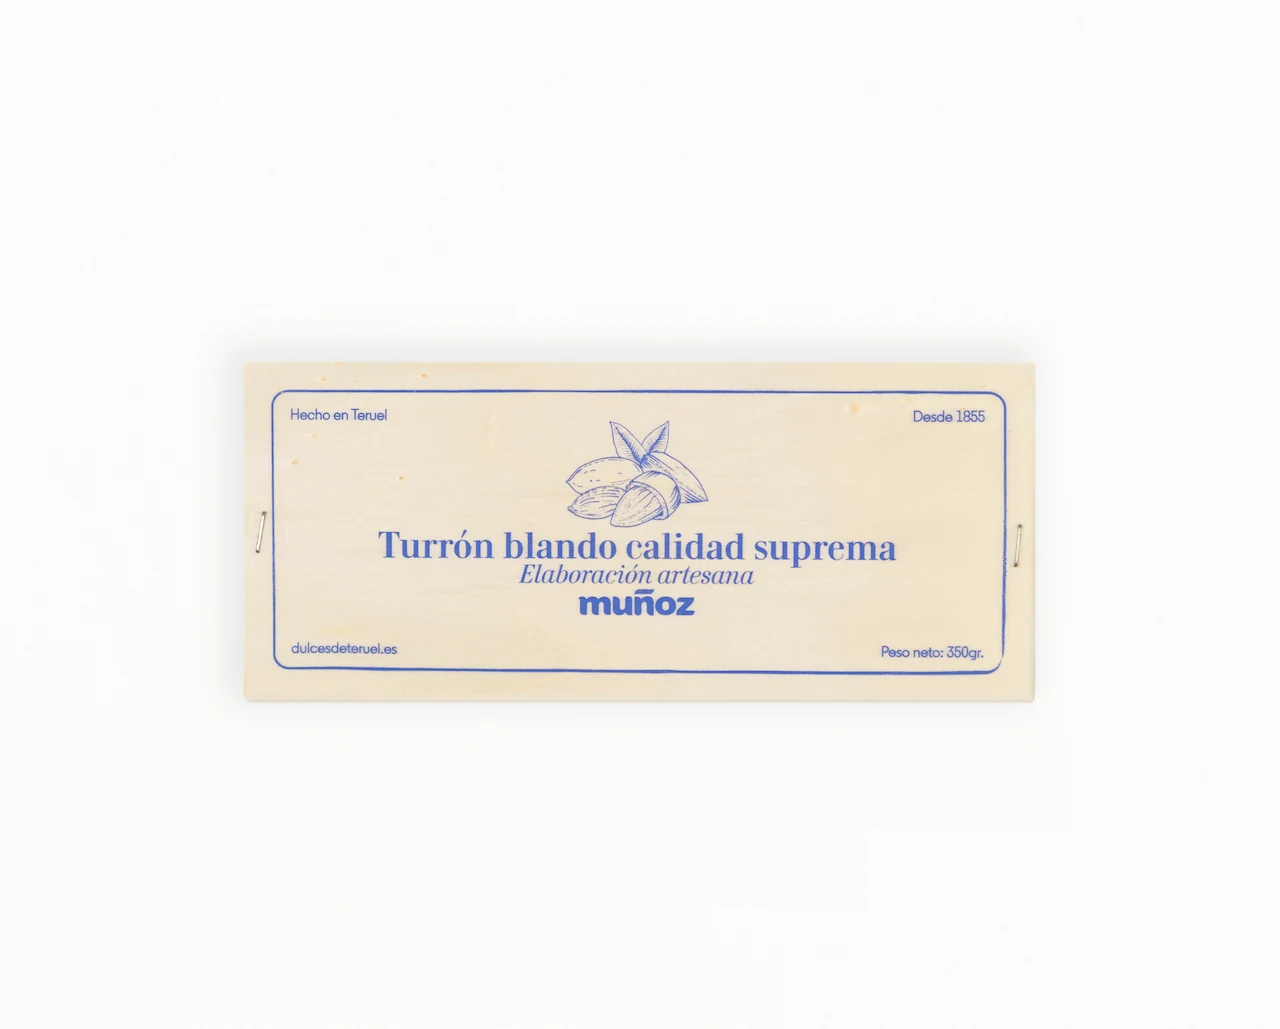 Hecho en Teruel
Desde 1855
Turrón blando calidad suprema
Elaboración artesana
muñoz
dulcesdeteruel.es
Peso neto: 350gr.